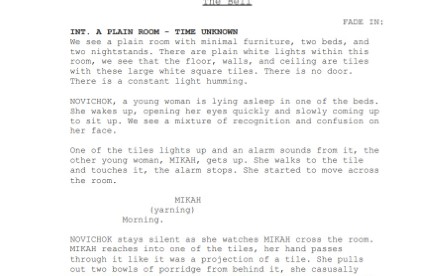 The Bell
FADE IN:
INT. A PLAIN ROOM - TIME UNKNOWN
We see a plain room with minimal furniture, two beds, and
two nightstands. There are plain white lights within this
room, we see that the floor, walls, and ceiling are tiles
with these large white square tiles. There is no door.
There is a constant light humming.
NOVICHOK, a young woman is lying asleep in one of the beds.
She wakes up, opening her eyes quickly and slowly coming up
to sit up. We see a mixture of recognition and confusion on
her face.
One of the tiles lights up and an alarm sounds from it, the
other young woman, MIKAH, gets up. She walks to the tile
and touches it, the alarm stops. She started to move across
the room.
MIKAH
(yarning)
Morning.
NOVICHOK stays silent as she watches MIKAH cross the room.
MIKAH reaches into one of the tiles, her hand passes
through it like it was a projection of a tile. She pulls
out two bowls of porridge from behind it, she casually